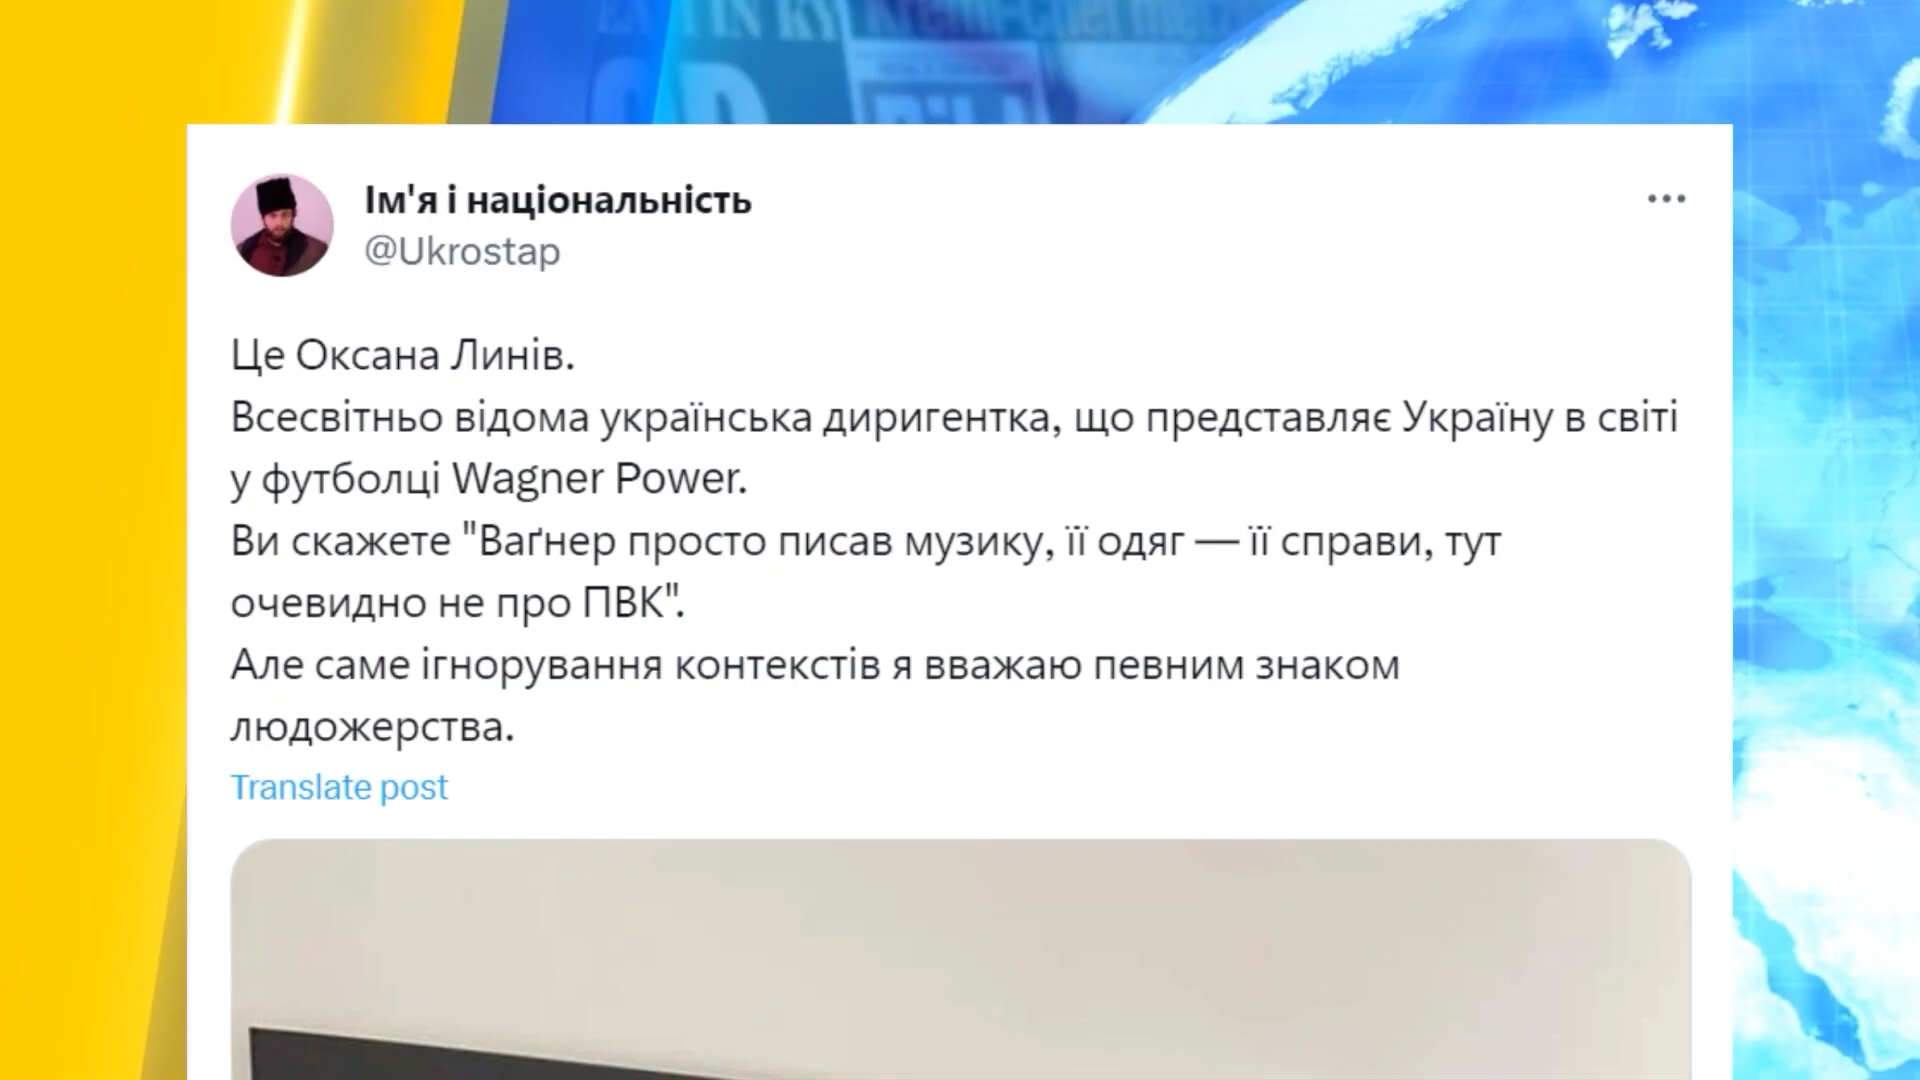 Ім'я і національність
@Ukrostap
Це Оксана Линів.
Всесвітньо відома українська диригентка, що представляє Україну в світі
у футболці Wagner Power.
Ви скажете "Ваґнер просто писав музику, її одяг — її справи, тут
очевидно не про ПВК".
Але саме ігнорування контекстів я вважаю певним знаком
людожерства.
Translate post